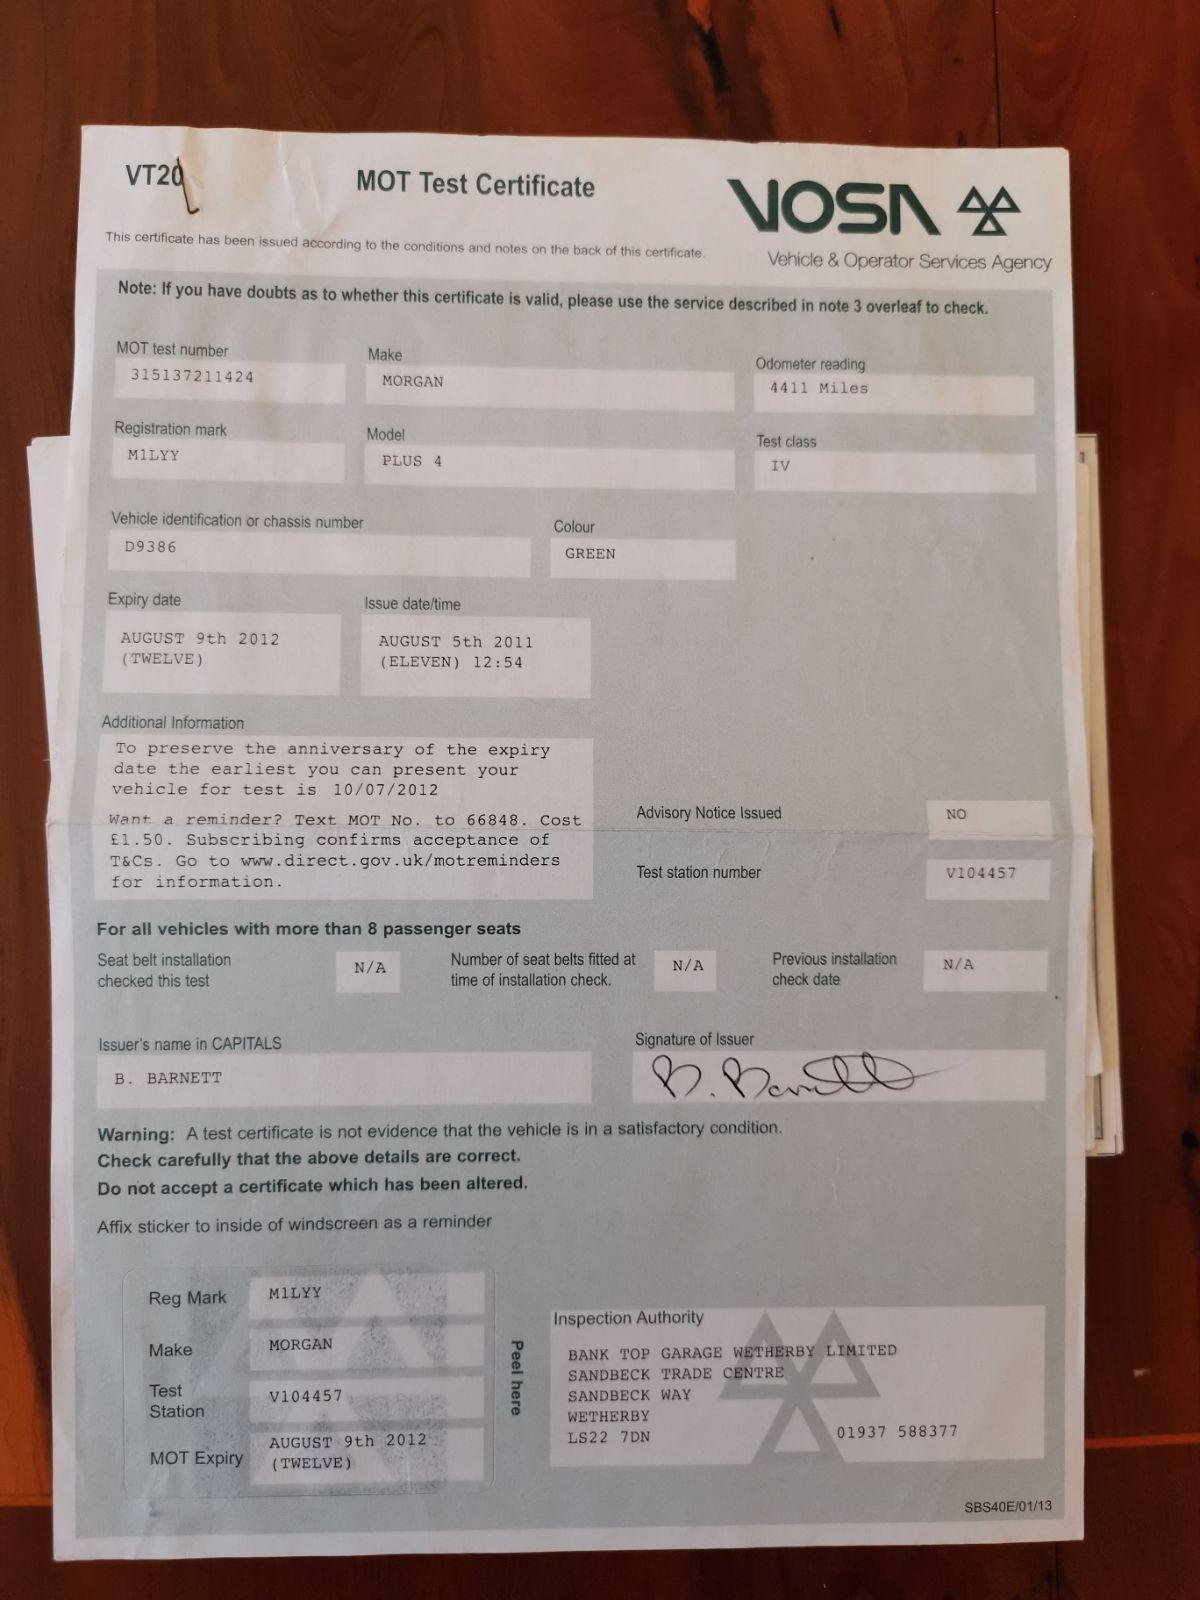 VT20
MOT Test Certificate
VOSA
Vehicle & Operator Services Agency
This certificate has been issued according to the conditions and notes on the back of this certificate.
Note: If you have doubts as to whether this certificate is valid, please use the service described in note 3 overleaf to check.
MOT test number
315137211424
Make
MORGAN
Odometer reading
4411 Miles
Registration mark
M1LYY
Model
PLUS 4
Test class
IV
Vehicle identification or chassis number
D9386
Colour
GREEN
Expiry date
AUGUST 9th 2012
(TWELVE)
Issue date/time
AUGUST 5th 2011
(ELEVEN) 12:54
Additional Information
To preserve the anniversary of the expiry
date the earliest you can present your
vehicle for test is 10/07/2012
Want a reminder? Text MOT No. to 66848. Cost
£1.50. Subscribing confirms acceptance of
T&Cs. Go to www.direct.gov.uk/motreminders
for information.
Advisory Notice Issued
NO
Test station number
V104457
For all vehicles with more than 8 passenger seats
Seat belt installation
checked this test
N/A
Number of seat belts fitted at
time of installation check.
N/A
Previous installation
check date
N/A
Issuer's name in CAPITALS
B. BARNETT
Signature of Issuer
B. Barnett
Warning: A test certificate is not evidence that the vehicle is in a satisfactory condition.
Check carefully that the above details are correct.
Do not accept a certificate which has been altered.
Affix sticker to inside of windscreen as a reminder
Reg Mark
M1LYY
Make
MORGAN
Test
Station
V104457
MOT Expiry
AUGUST 9th 2012
(TWELVE)
Peel here
Inspection Authority
BANK TOP GARAGE WETHERBY LIMITED
SANDBECK TRADE CENTRE
SANDBECK WAY
WETHERBY
LS22 7DN
01937 588377
SBS40E/01/13